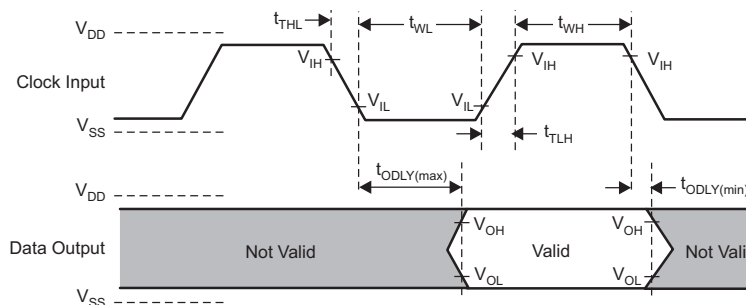 t_THL t_WL t_WH
V_DD
V_IH V_IH V_IH
Clock Input
V_IL V_IL
V_SS
t_TLH
t_ODLY(max) t_ODLY(min)
V_DD
V_OH V_OH
Data Output Not Valid Valid Not Vali
V_OL V_OL
V_SS